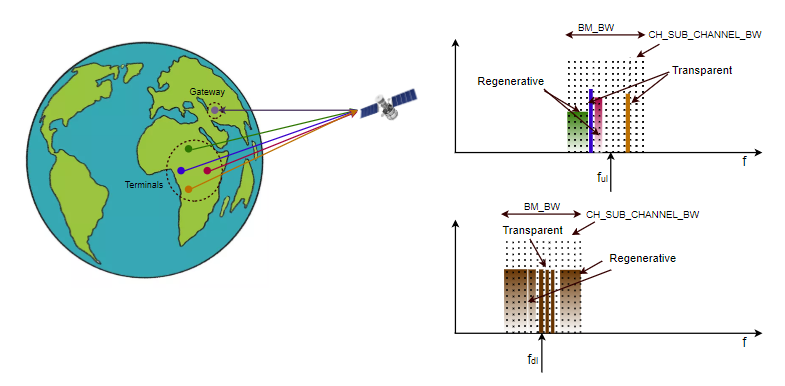 Gateway
Terminals
BM_BW
CH_SUB_CHANNEL_BW
Regenerative
Transparent
f
ful
BM_BW
CH_SUB_CHANNEL_BW
Transparent
Regenerative
f
fdl